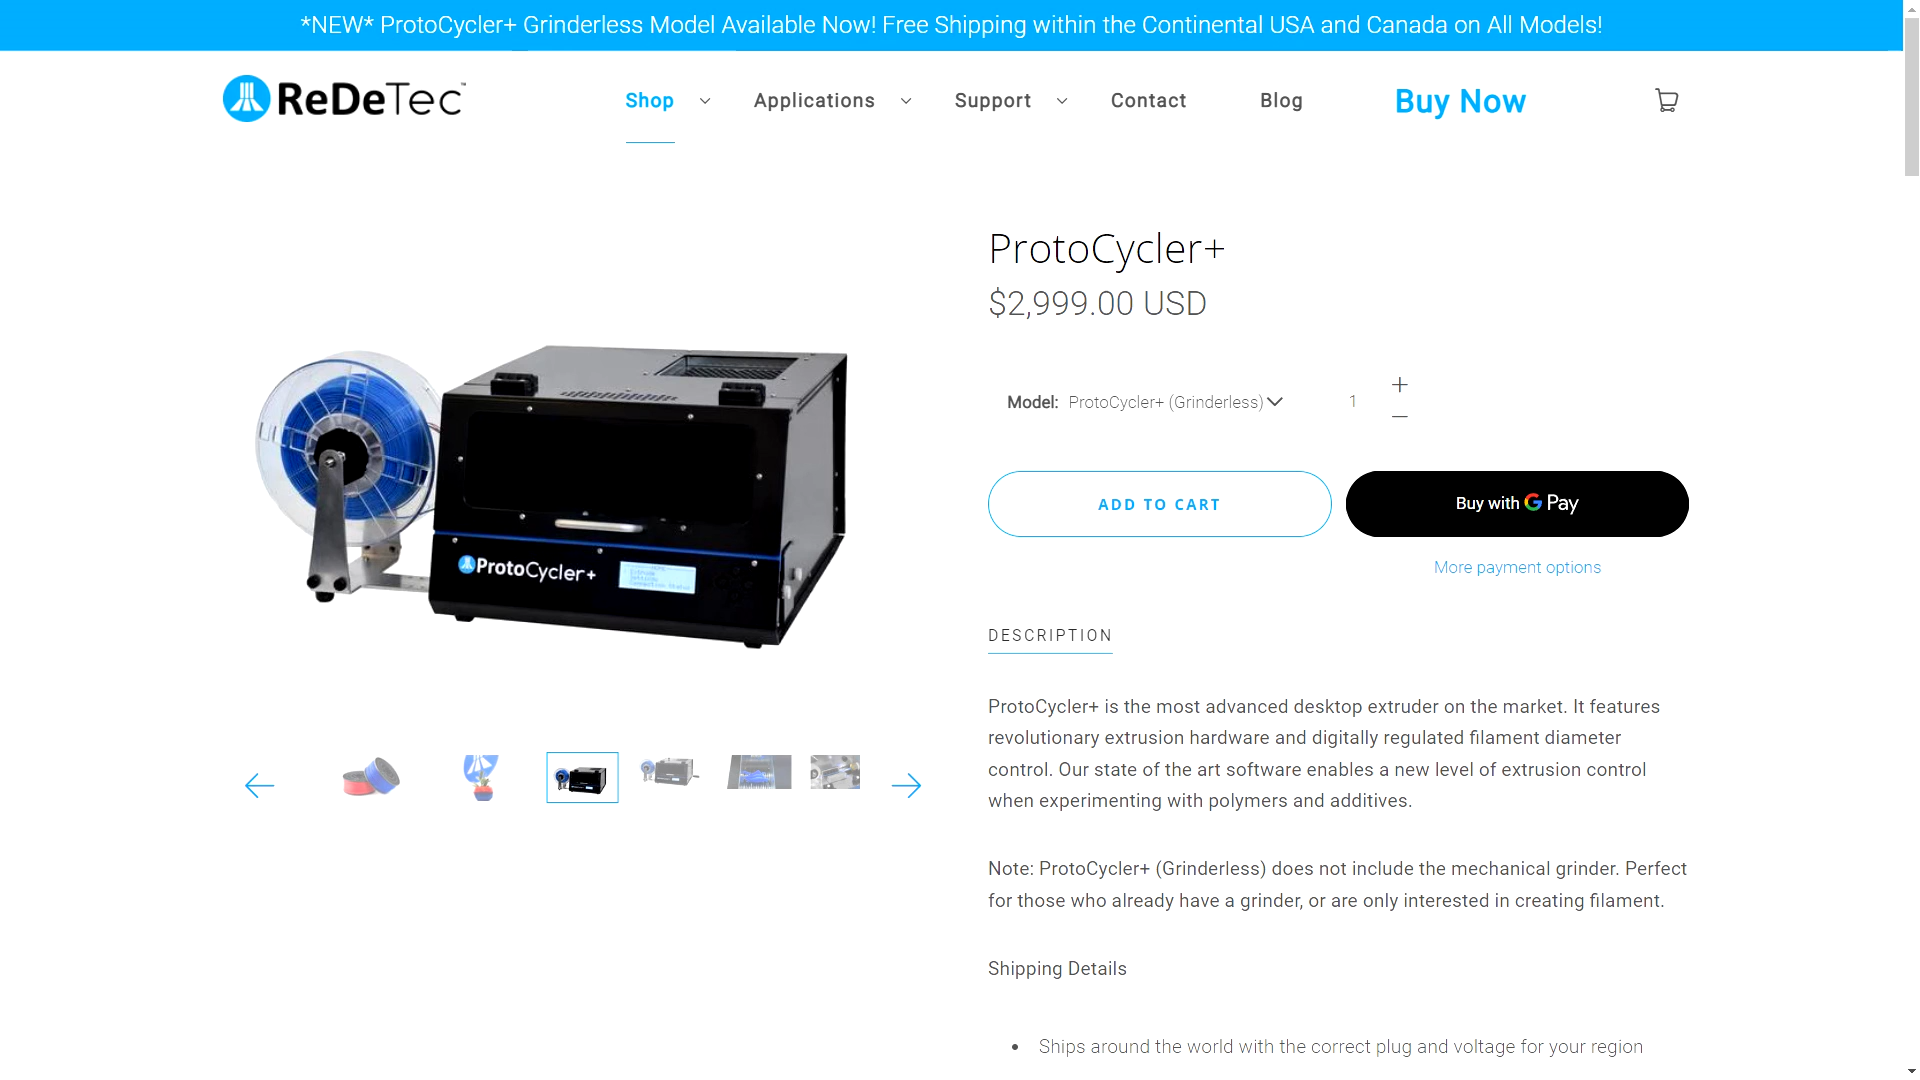 *NEW* ProtoCycler+ Grinderless Model Available Now! Free Shipping within the Continental USA and Canada on All Models!
ReDeTec™
Shop
Applications
Support
Contact
Blog
Buy Now
ProtoCycler+
$2,999.00 USD
Model: ProtoCycler+ (Grinderless)
1
ADD TO CART
Buy with G Pay
More payment options
ProtoCycler+
DESCRIPTION
ProtoCycler+ is the most advanced desktop extruder on the market. It features
revolutionary extrusion hardware and digitally regulated filament diameter
control. Our state of the art software enables a new level of extrusion control
when experimenting with polymers and additives.
Note: ProtoCycler+ (Grinderless) does not include the mechanical grinder. Perfect
for those who already have a grinder, or are only interested in creating filament.
Shipping Details
• Ships around the world with the correct plug and voltage for your region